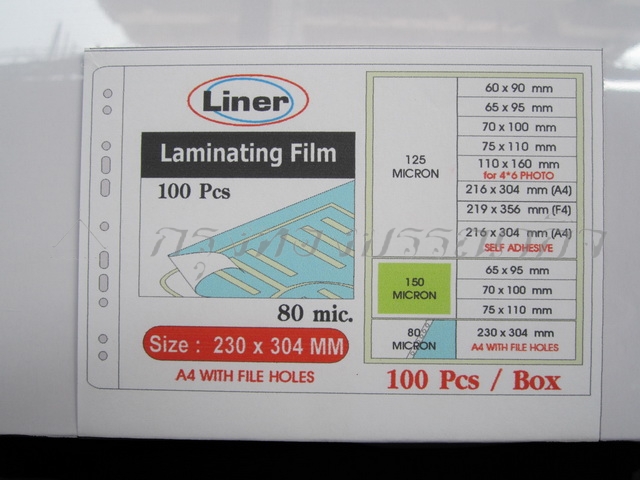 Liner
Laminating Film
100 Pcs
80 mic.
Size : 230 x 304 MM
A4 WITH FILE HOLES
125 MICRON
60 x 90 mm
65 x 95 mm
70 x 100 mm
75 x 110 mm
110 x 160 mm
for 4*6 PHOTO
216 x 304 mm (A4)
219 x 356 mm (F4)
216 x 304 mm (A4)
SELF ADHESIVE
150 MICRON
65 x 95 mm
70 x 100 mm
75 x 110 mm
80 MICRON
230 x 304 mm
A4 WITH FILE HOLES
100 Pcs / Box